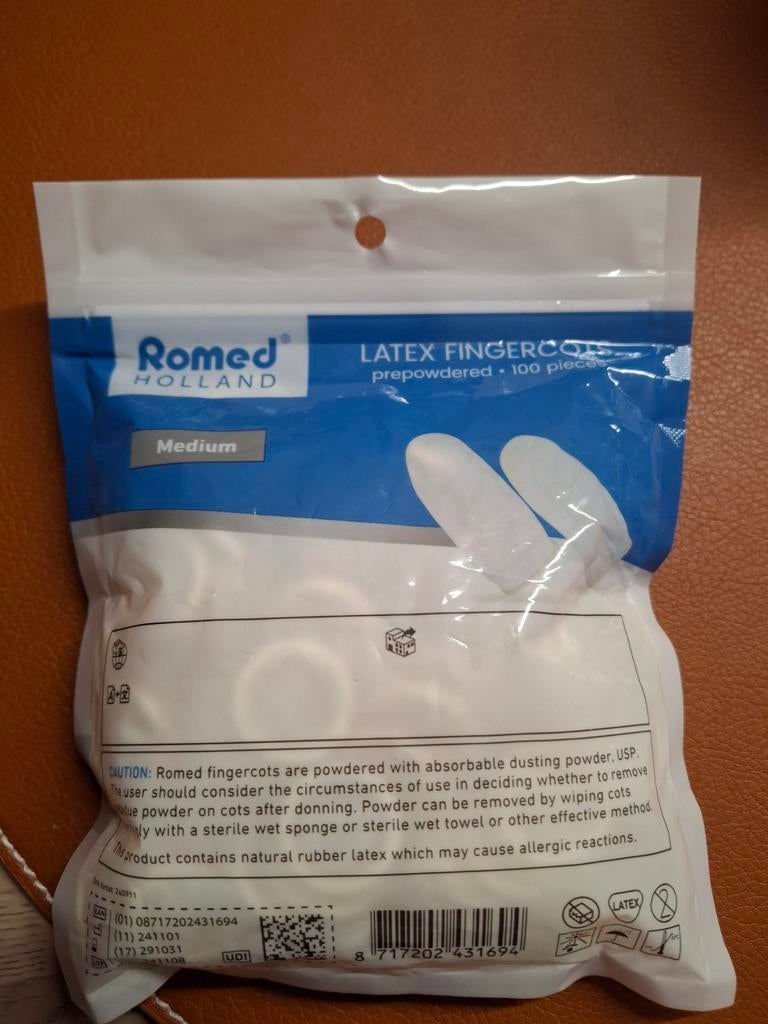 Romed®
HOLLAND
LATEX FINGERCOTS
prepowdered • 100 pieces
Medium
CAUTION: Romed fingercots are powdered with absorbable dusting powder, USP.
The user should consider the circumstances of use in deciding whether to remove
powder on cots after donning. Powder can be removed by wiping cots
with a sterile wet sponge or sterile wet towel or other effective method.
This product contains natural rubber latex which may cause allergic reactions.
240911
EAN
(01) 08717202431694
(11) 241101
(17) 291031
LOT
UDI
8 717202 431694
LATEX
2